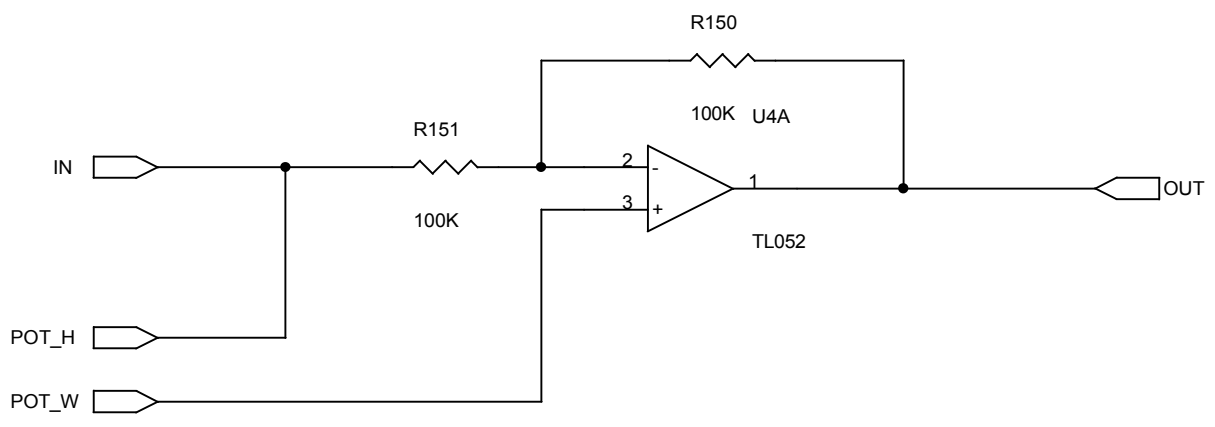 R150
100K U4A
R151
IN
2
-
1
OUT
3
+
100K
TL052
POT_H
POT_W